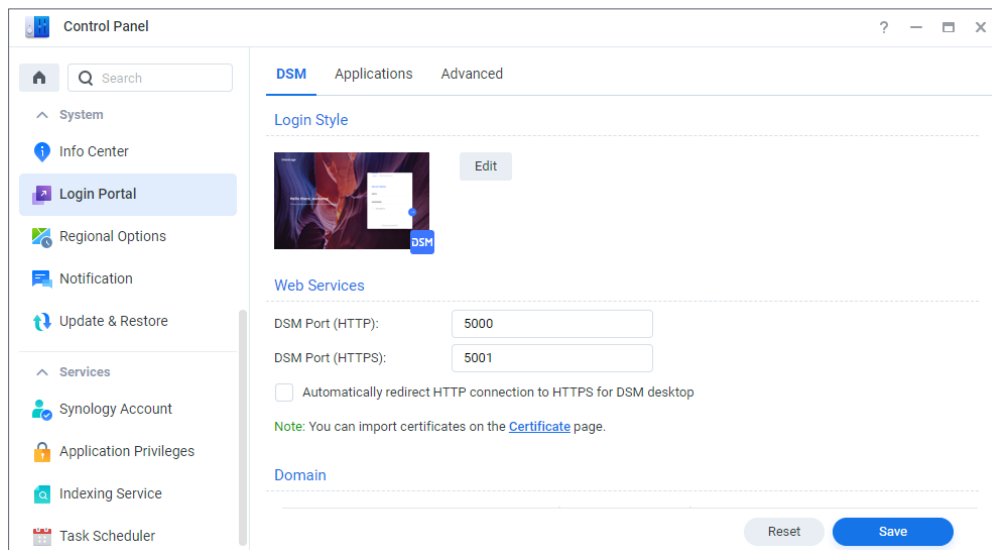 Control Panel
?
Search
DSM Applications Advanced
System
Info Center
Login Portal
Regional Options
Notification
Update & Restore
Services
Synology Account
Application Privileges
Indexing Service
Task Scheduler
Login Style
Edit
DSM
Web Services
DSM Port (HTTP): 5000
DSM Port (HTTPS): 5001
Automatically redirect HTTP connection to HTTPS for DSM desktop
Note: You can import certificates on the Certificate page.
Domain
Reset Save